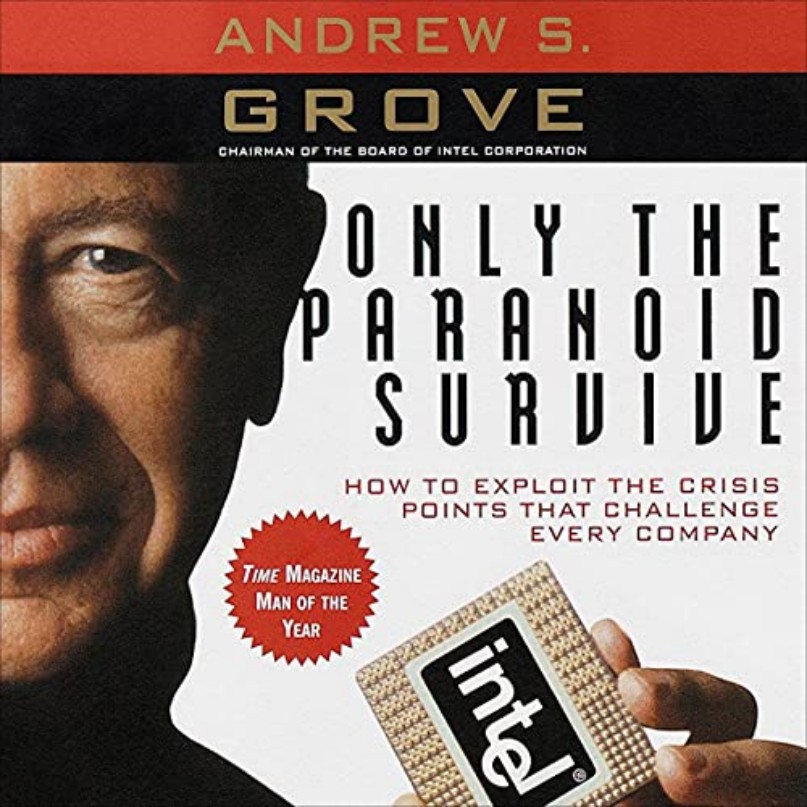 ANDREW S.
GROVE
CHAIRMAN OF THE BOARD OF INTEL CORPORATION
ONLY THE
PARANOID
SURVIVE
HOW TO EXPLOIT THE CRISIS
POINTS THAT CHALLENGE
EVERY COMPANY
TIME MAGAZINE
MAN OF THE
YEAR
intel®